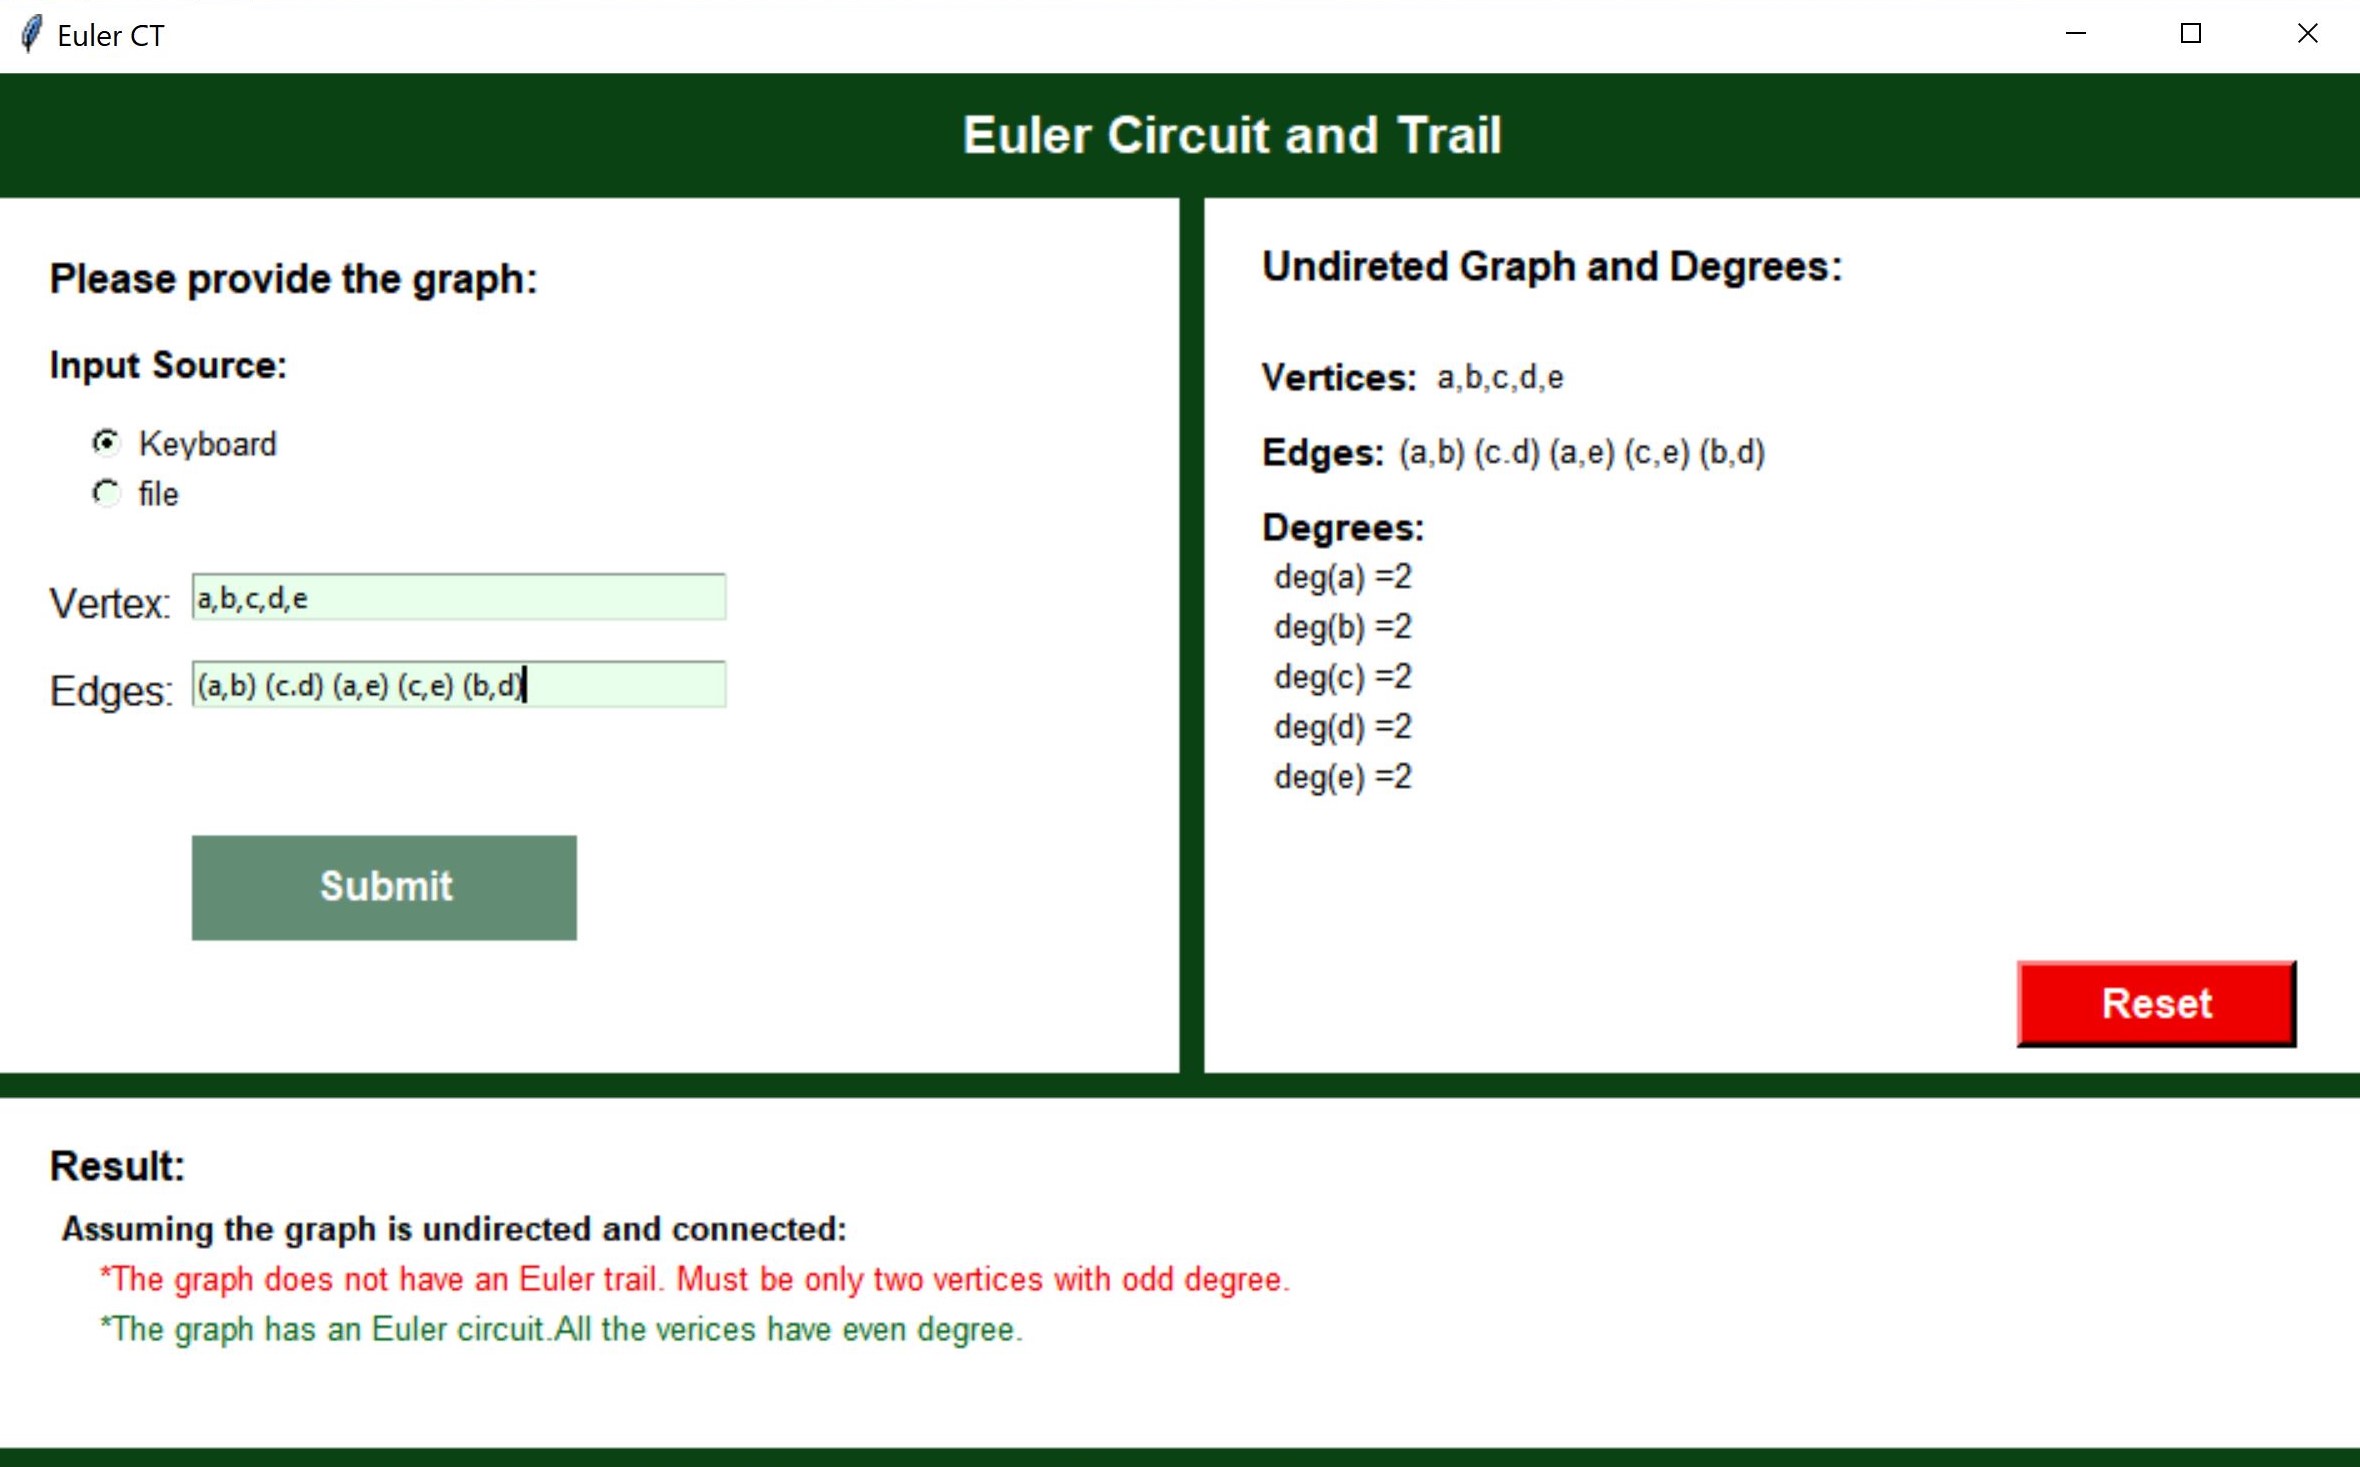 Euler CT
Euler Circuit and Trail
Please provide the graph:
Input Source:
Keyboard
file
Vertex: a,b,c,d,e
Edges: (a,b) (c.d) (a,e) (c,e) (b,d)
Submit
Undireted Graph and Degrees:
Vertices: a,b,c,d,e
Edges: (a,b) (c.d) (a,e) (c,e) (b,d)
Degrees:
deg(a) =2
deg(b) =2
deg(c) =2
deg(d) =2
deg(e) =2
Reset
Result:
Assuming the graph is undirected and connected:
*The graph does not have an Euler trail. Must be only two vertices with odd degree.
*The graph has an Euler circuit.All the verices have even degree.